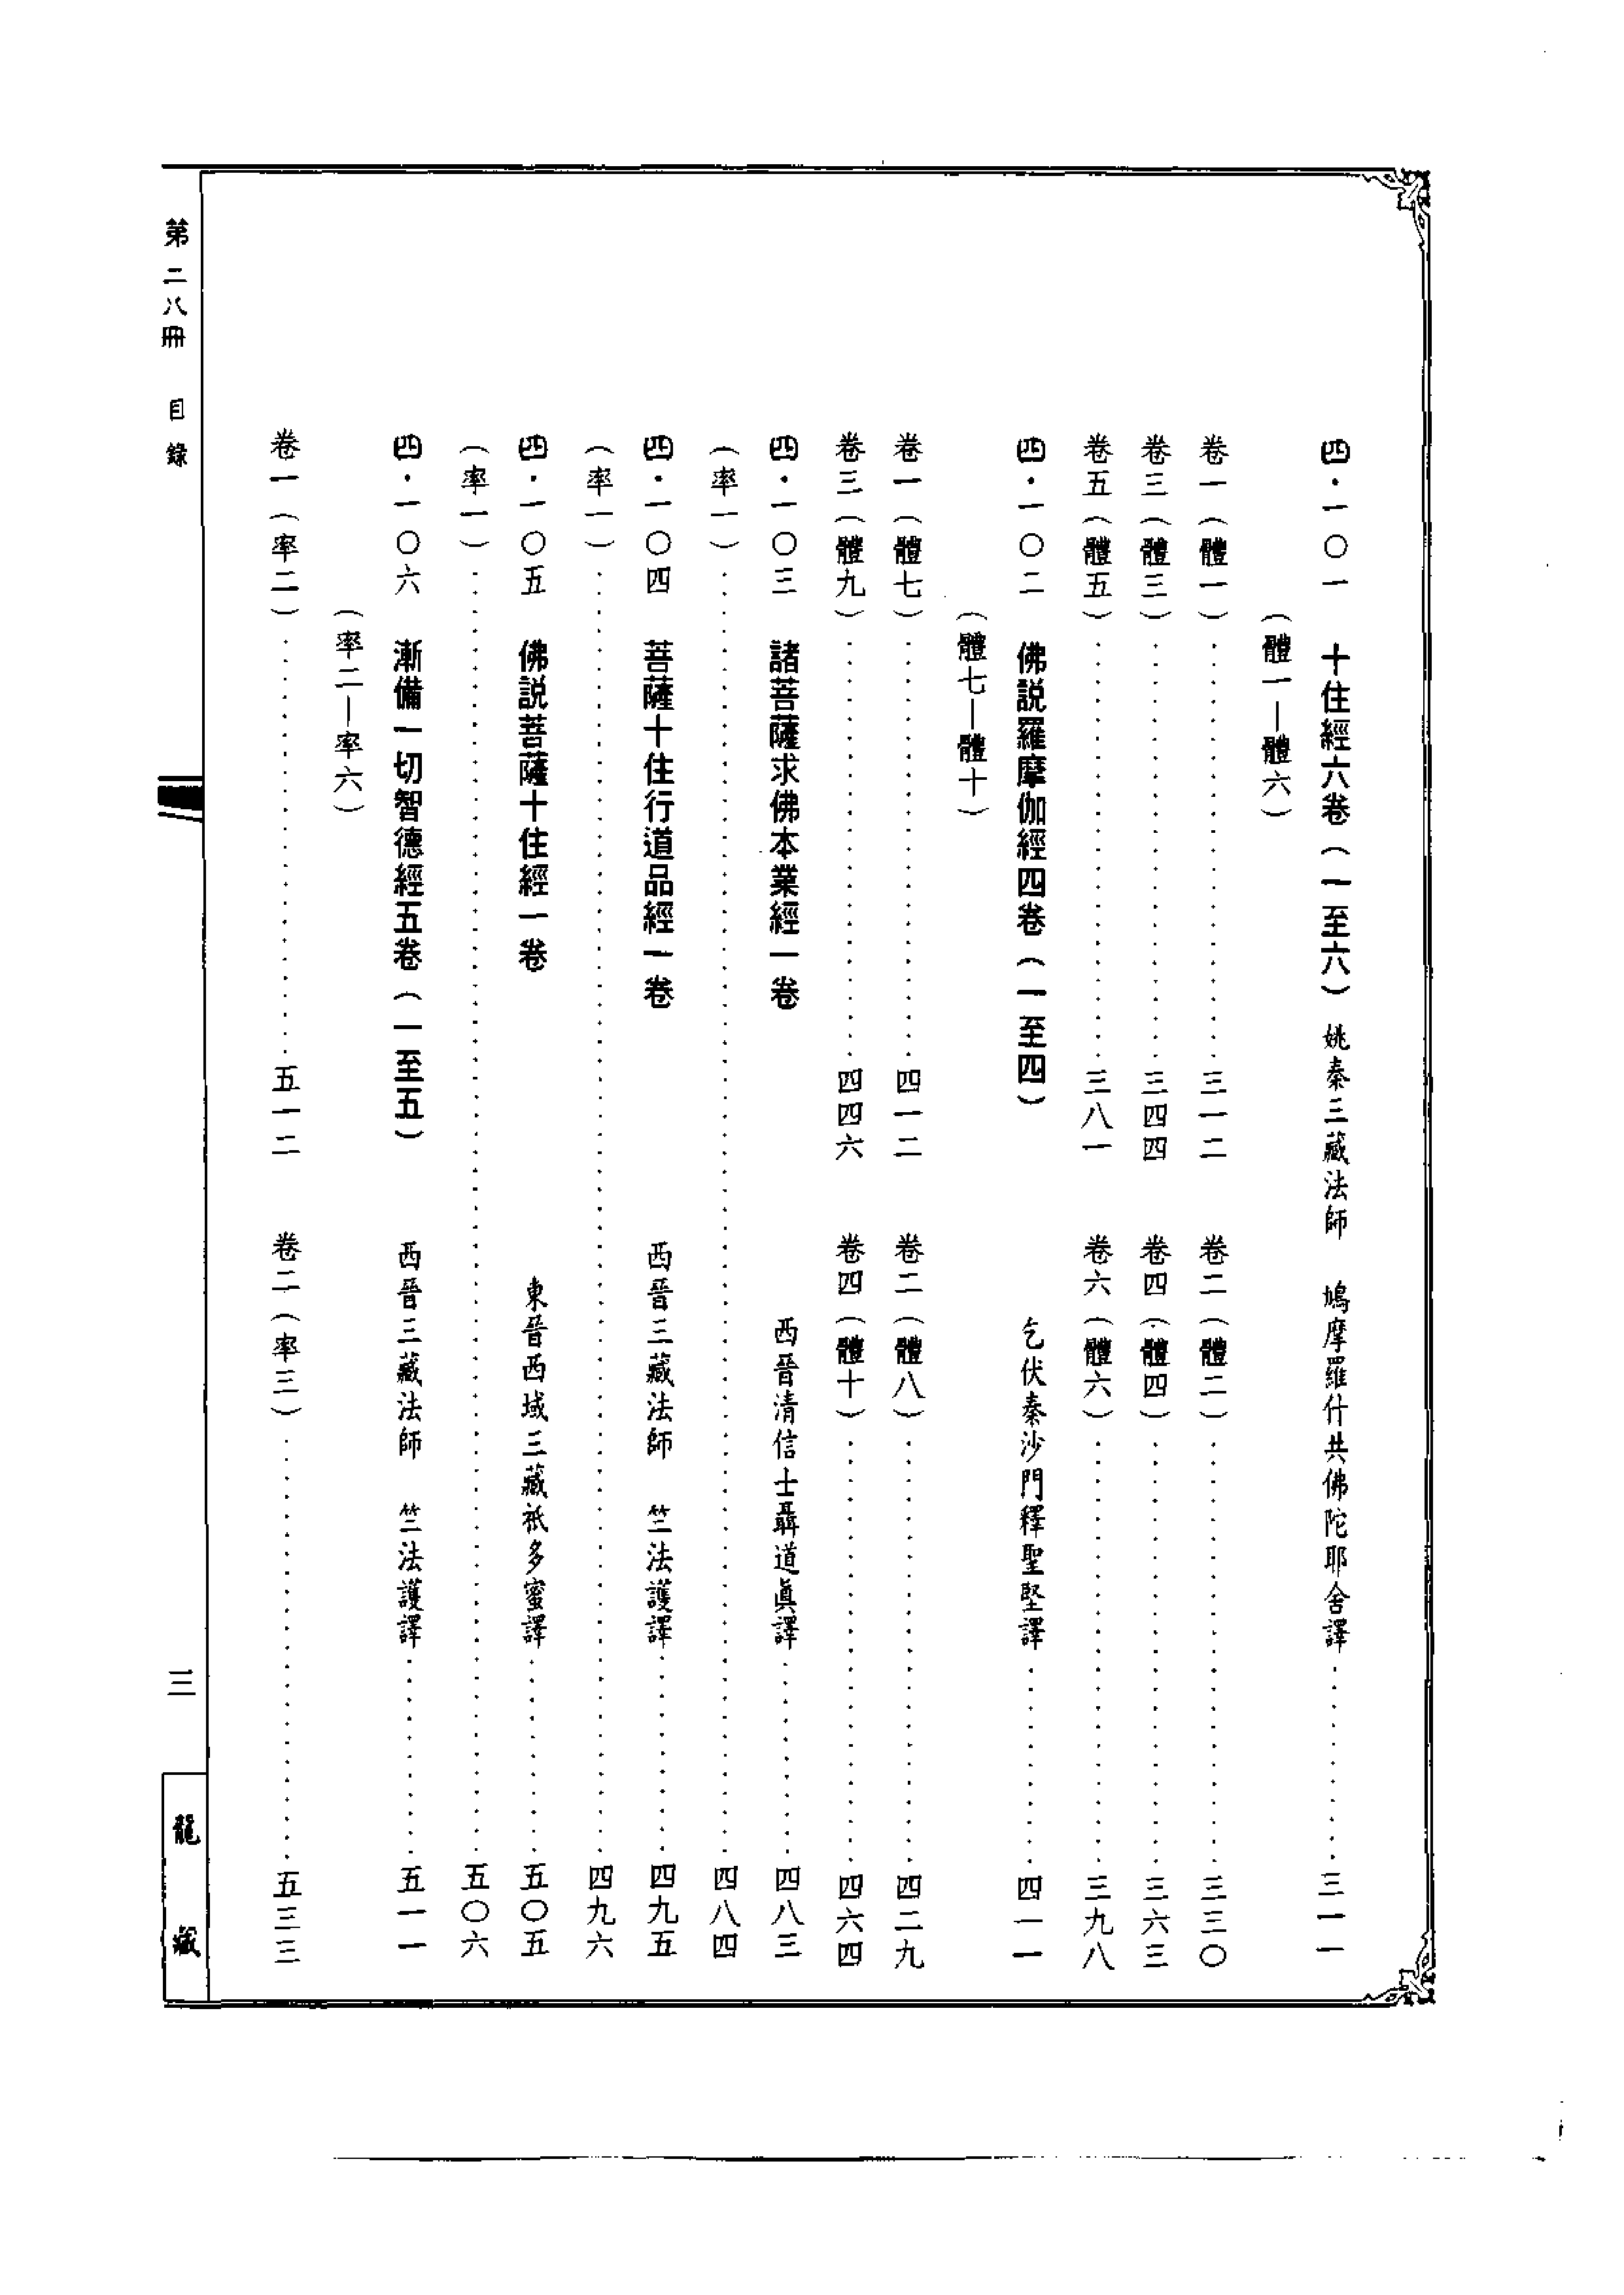 四・一〇一　十住經六卷（一至六）　姚秦三藏法師　鳩摩羅什共佛陀耶舍譯…………三一一
（體一—體六）
卷一（體一）…………三一二　卷二（體二）…………三三〇
卷三（體三）…………三四四　卷四（體四）…………三六三
卷五（體五）…………三八一　卷六（體六）…………三九八
四・一〇二　佛説羅摩伽經四卷（一至四）　乞伏秦沙門釋聖堅譯…………四一一
（體七—體十）
卷一（體七）…………四一二　卷二（體八）…………四二九
卷三（體九）…………四四六　卷四（體十）…………四六四
四・一〇三　諸菩薩求佛本業經一卷　西晉清信士聶道眞譯…………四八三
（率一）…………四八四
四・一〇四　菩薩十住行道品經一卷　西晉三藏法師　竺法護譯…………四九五
（率一）…………四九六
四・一〇五　佛説菩薩十住經一卷　東晉西域三藏祇多蜜譯…………五〇五
（率一）…………五〇六
四・一〇六　漸備一切智德經五卷（一至五）　西晉三藏法師　竺法護譯…………五一一
（率二—率六）
卷一（率二）…………五一二　卷二（率三）…………五三三
第二八冊　目錄
三
龍藏